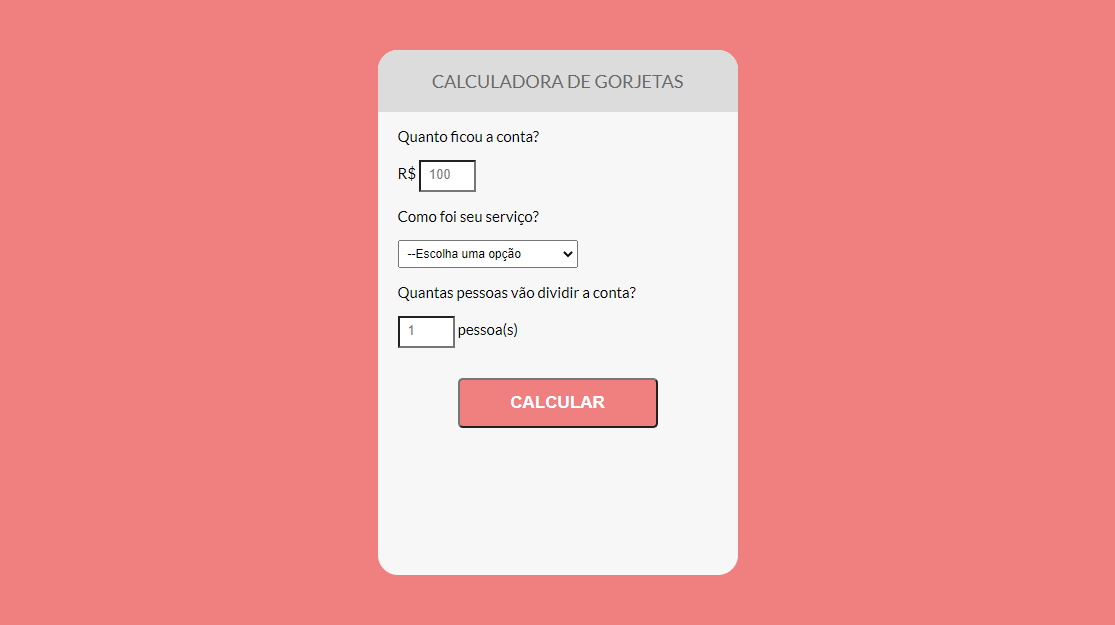 CALCULADORA DE GORJETAS
Quanto ficou a conta?
R$ 100
Como foi seu serviço?
--Escolha uma opção
Quantas pessoas vão dividir a conta?
1 pessoa(s)
CALCULAR